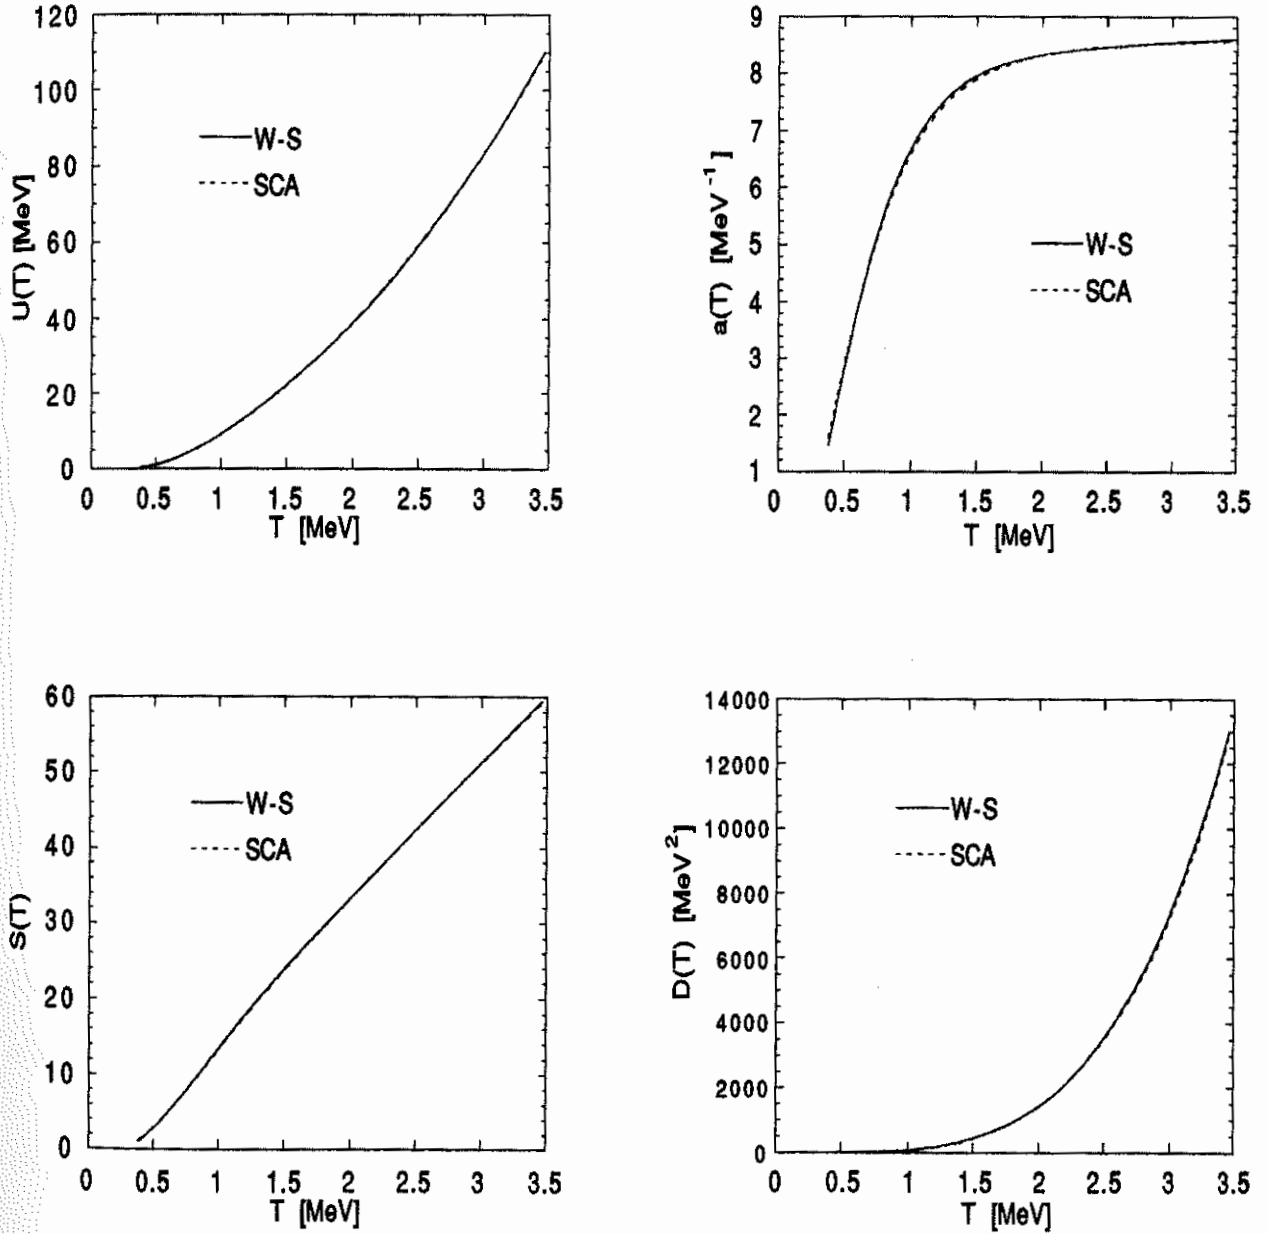 120
100
80
60
40
20
0
U(T) [MeV]
W-S
SCA
0 0.5 1 1.5 2 2.5 3 3.5
T [MeV]
9
8
7
6
5
4
3
2
1
a(T) [MeV⁻¹]
W-S
SCA
0 0.5 1 1.5 2 2.5 3 3.5
T [MeV]
60
50
40
30
20
10
0
S(T)
W-S
SCA
0 0.5 1 1.5 2 2.5 3 3.5
T [MeV]
14000
12000
10000
8000
6000
4000
2000
0
D(T) [MeV²]
W-S
SCA
0 0.5 1 1.5 2 2.5 3 3.5
T [MeV]